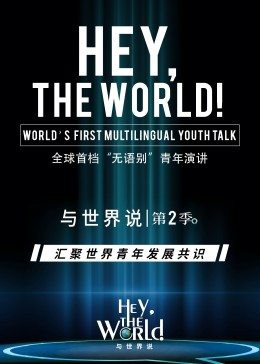 HEY,
THE WORLD!
WORLD'S FIRST MULTILINGUAL YOUTH TALK
全球首档“无语别”青年演讲
与世界说|第2季。
汇聚世界青年发展共识
HEY,
THE
WORLD!
与世界说